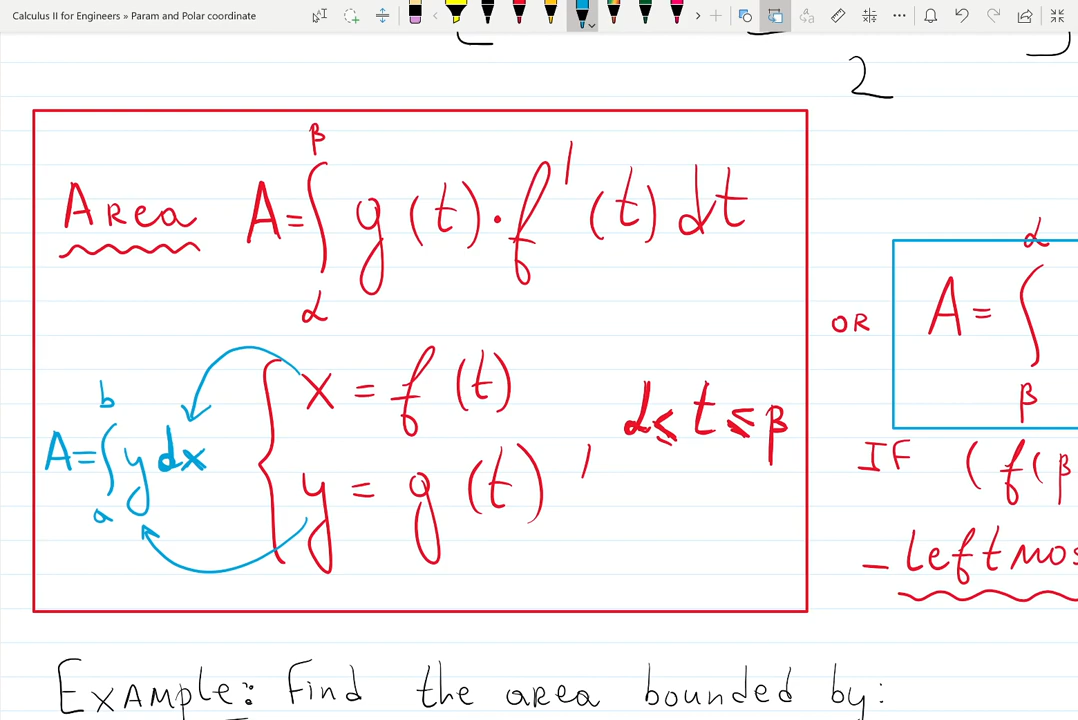 Calculus II for Engineers » Param and Polar coordinate
2
Area A = ∫_α^β g(t)·f'(t) dt
A = ∫_a^b y dx
x = f(t)
y = g(t) ,
α ≤ t ≤ β
OR
A = ∫_β^α
IF (f(β
- leftmos
Example: Find the area bounded by: